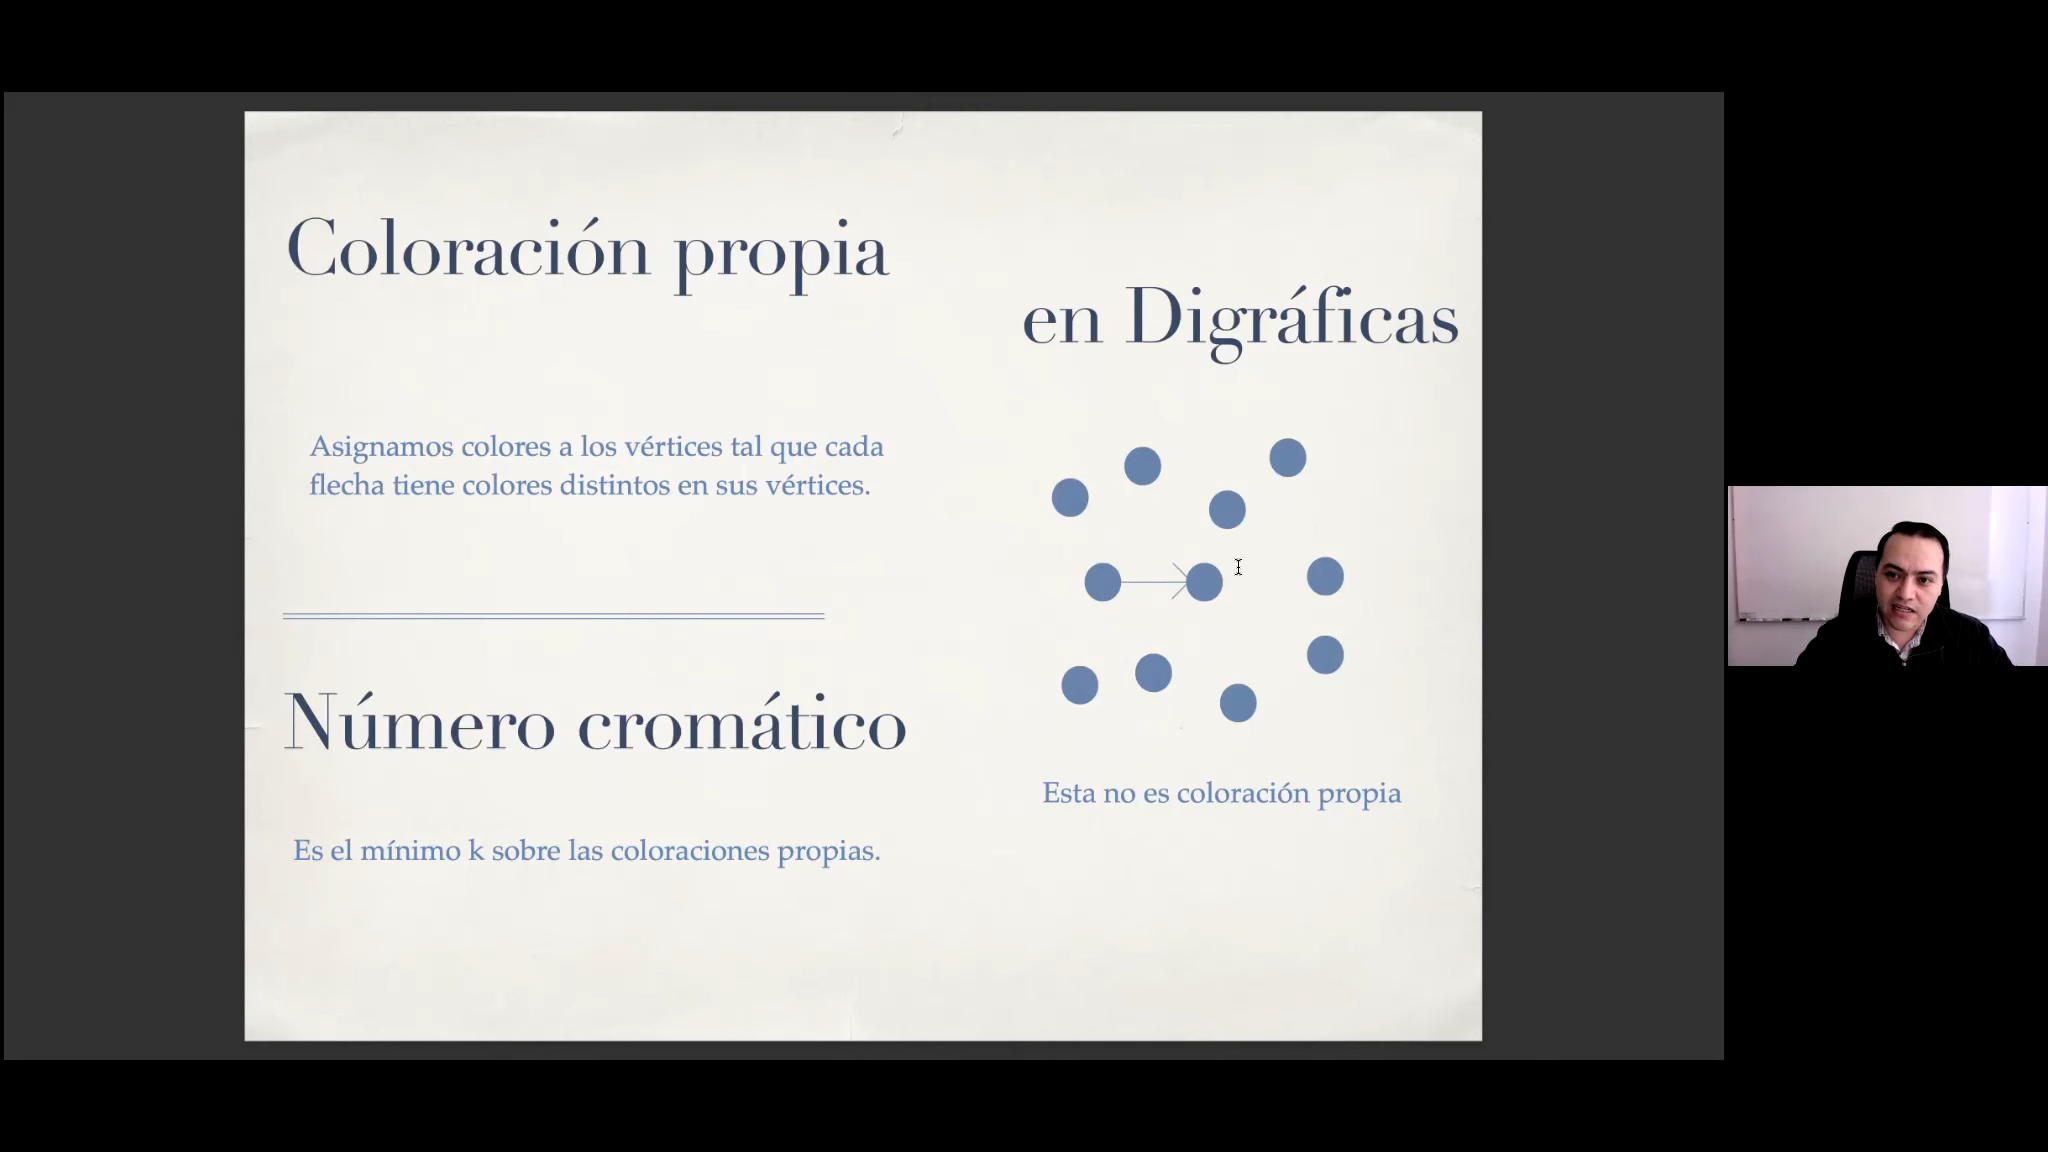 Coloración propia
en Digráficas
Asignamos colores a los vértices tal que cada
flecha tiene colores distintos en sus vértices.
Número cromático
Es el mínimo k sobre las coloraciones propias.
Esta no es coloración propia